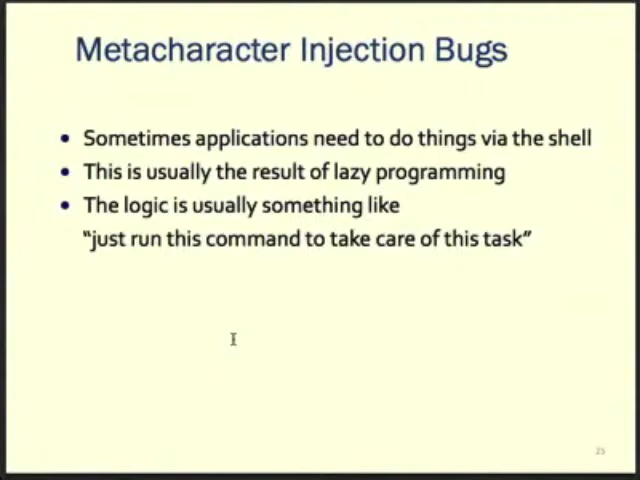 Metacharacter Injection Bugs
• Sometimes applications need to do things via the shell
• This is usually the result of lazy programming
• The logic is usually something like
“just run this command to take care of this task”
25